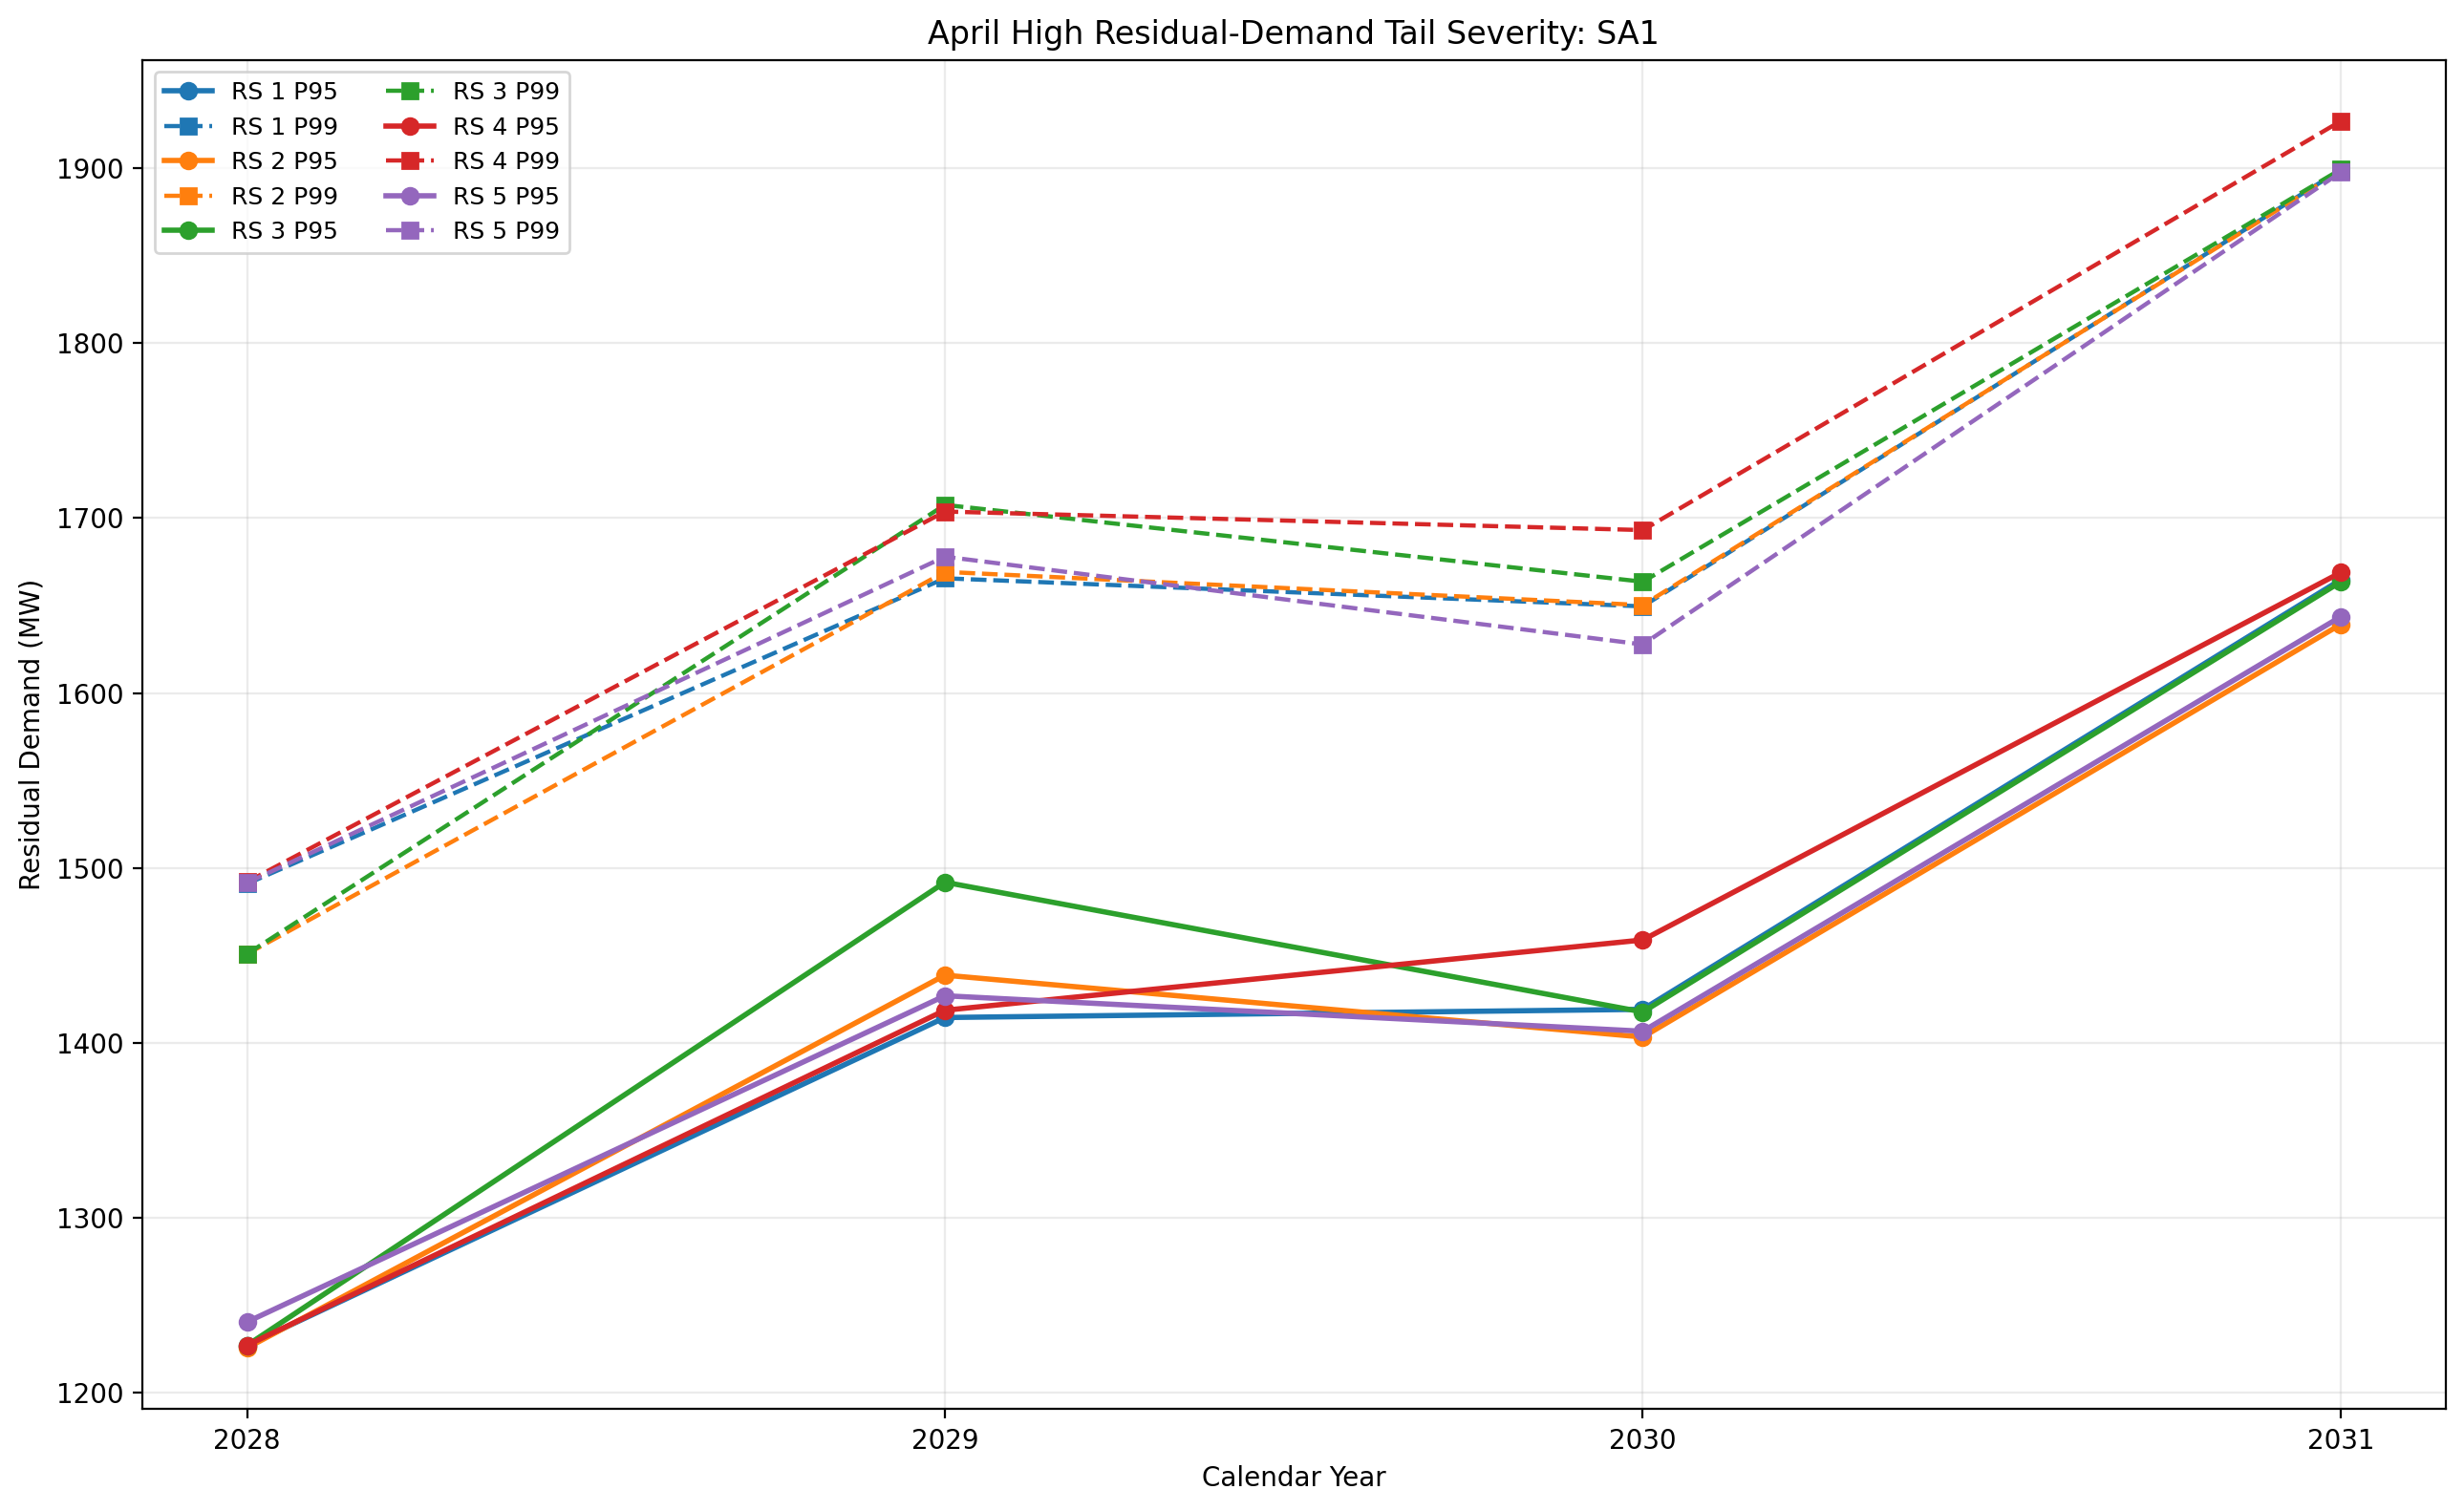 April High Residual-Demand Tail Severity: SA1
RS 1 P95
RS 1 P99
RS 2 P95
RS 2 P99
RS 3 P95
RS 3 P99
RS 4 P95
RS 4 P99
RS 5 P95
RS 5 P99
Residual Demand (MW)
1900
1800
1700
1600
1500
1400
1300
1200
2028
2029
2030
2031
Calendar Year